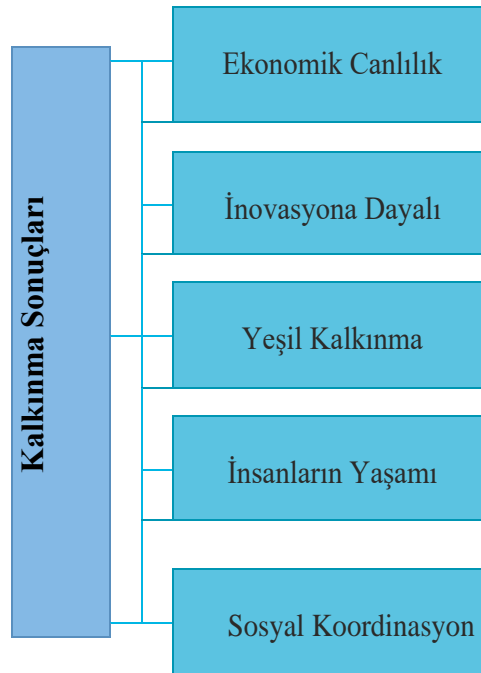 Kalkınma Sonuçları
Ekonomik Canlılık
İnovasyona Dayalı
Yeşil Kalkınma
İnsanların Yaşamı
Sosyal Koordinasyon